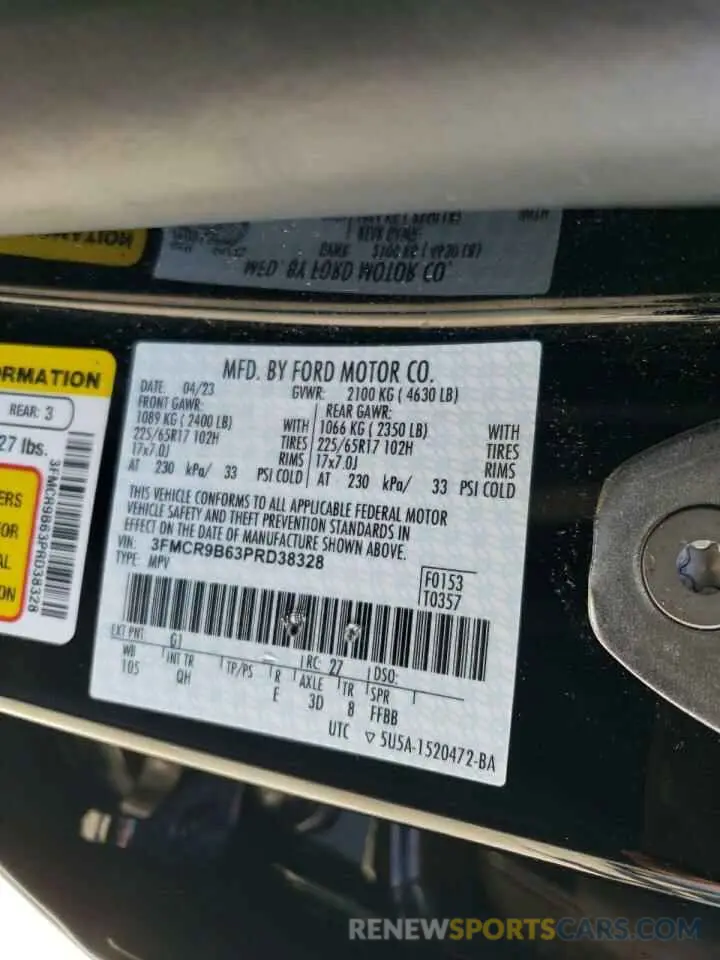 MFD. BY FORD MOTOR CO.
DATE: 04/23 GVWR: 2100 KG ( 4630 LB)
FRONT GAWR: REAR GAWR:
1089 KG ( 2400 LB) WITH 1066 KG ( 2350 LB) WITH
225/65R17 102H TIRES 225/65R17 102H TIRES
17x7.0J RIMS 17x7.0J RIMS
AT 230 kPa/ 33 PSI COLD AT 230 kPa/ 33 PSI COLD
THIS VEHICLE CONFORMS TO ALL APPLICABLE FEDERAL MOTOR
VEHICLE SAFETY AND THEFT PREVENTION STANDARDS IN
EFFECT ON THE DATE OF MANUFACTURE SHOWN ABOVE.
VIN: 3FMCR9B63PRD38328
TYPE: MPV
F0153
T0357
EXT PNT: G1 RC: 27 DSO:
WB INT TR TP/PS R AXLE TR SPR
105 QH E 3D 8 FFBB
UTC ▽ 5U5A-1520472-BA
RMATION
REAR: 3
27 lbs.
3FMCR9B63PRD38328
ERS
OR
AL
ON
MFD. BY FORD MOTOR CO.
RENEWSPORTSCARS.COM